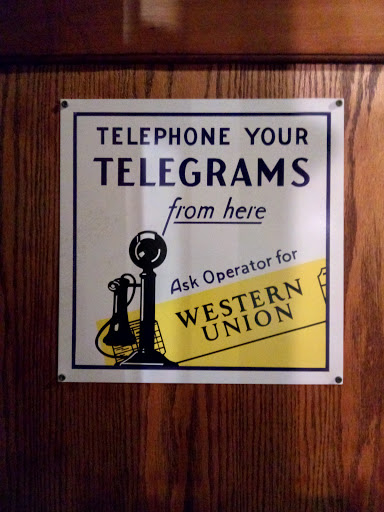 TELEPHONE YOUR
TELEGRAMS
from here
Ask Operator for
WESTERN
UNION